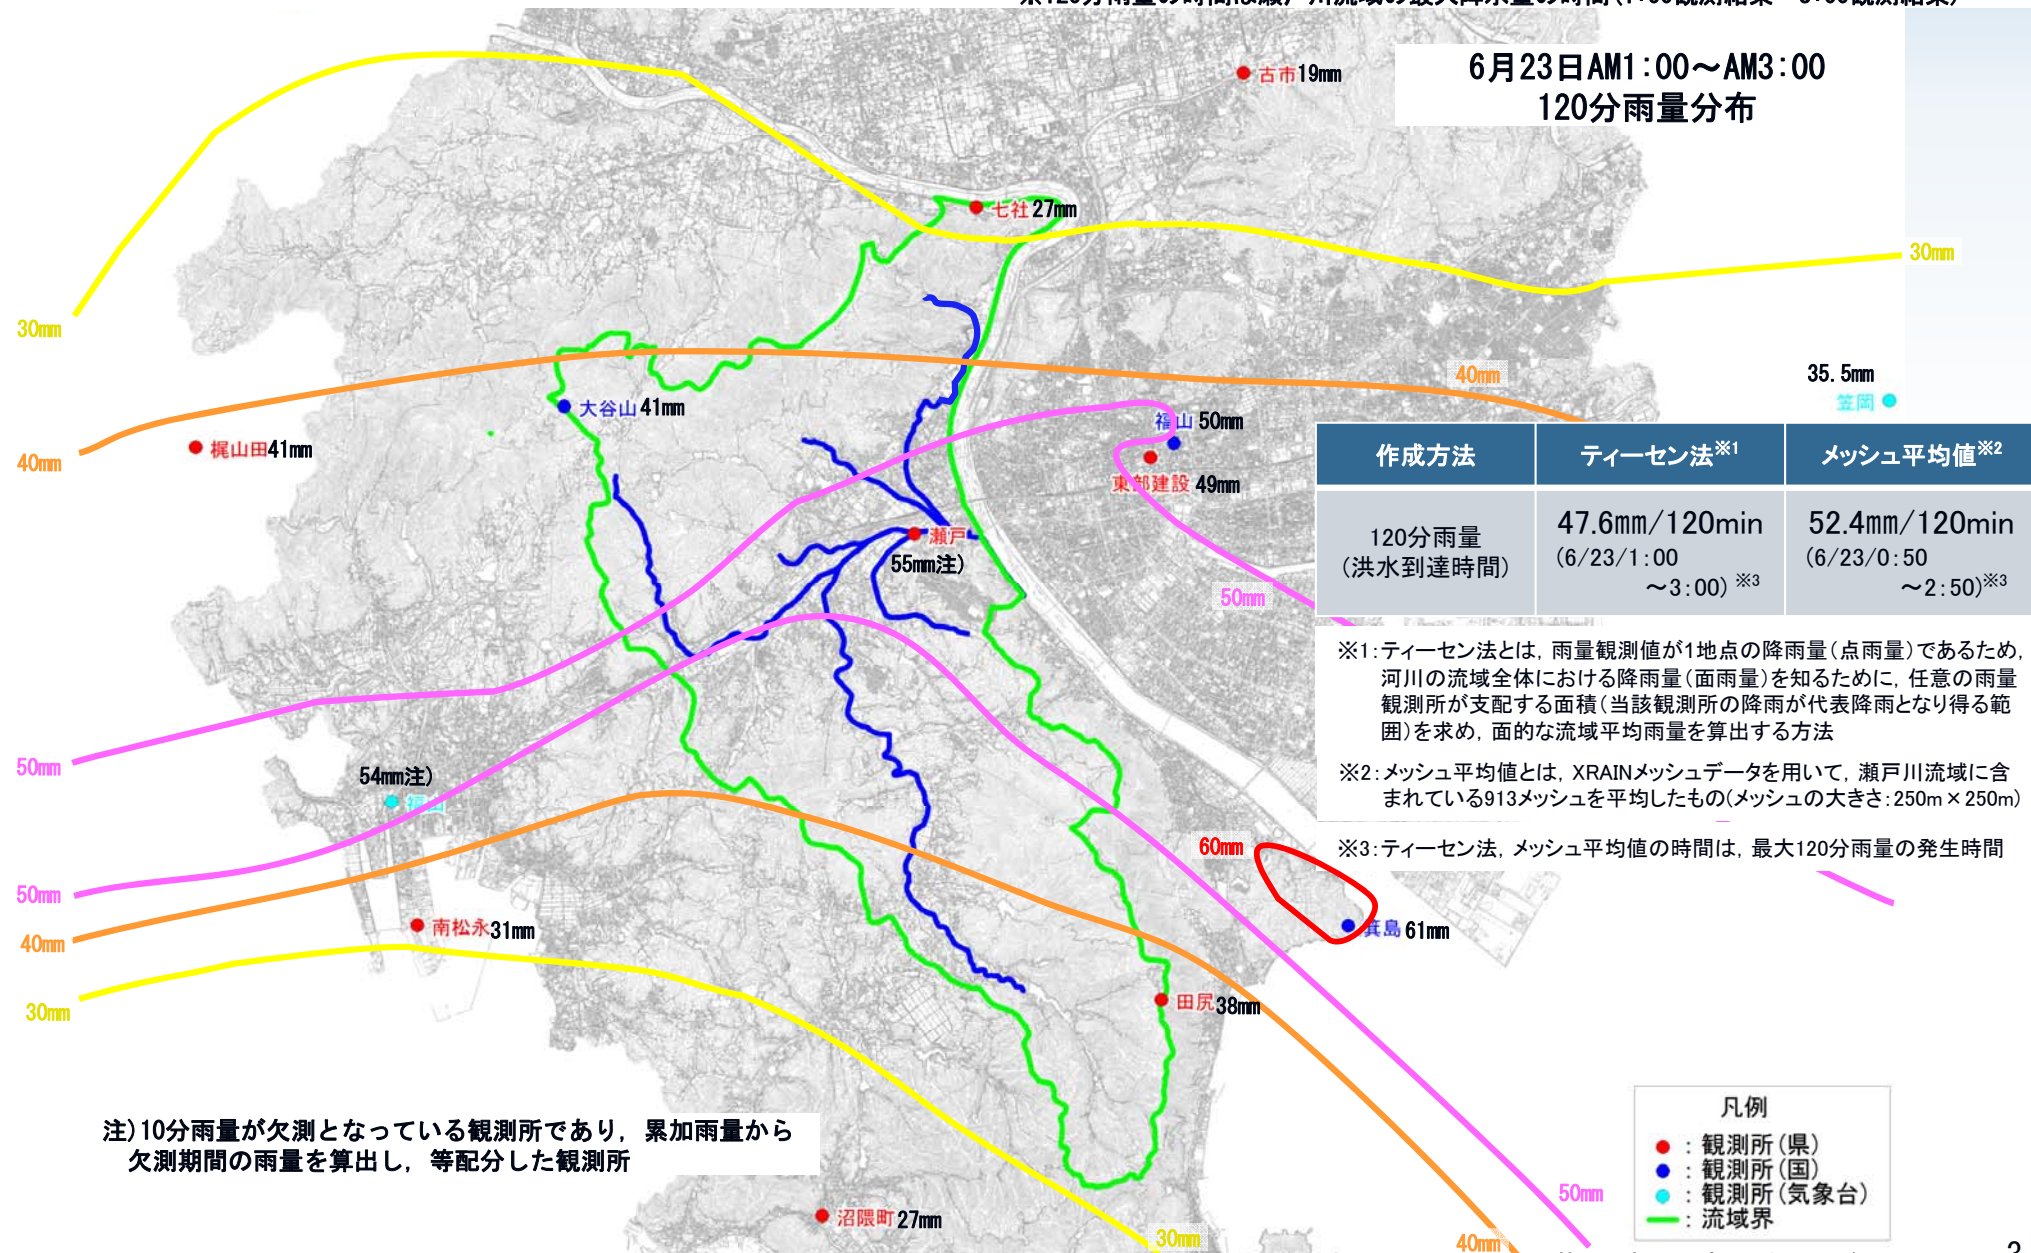 6月23日AM1：00～AM3：00
120分雨量分布
古市19mm
七社27mm
30mm
30mm
40mm
35.5mm
笠岡
大谷山41mm
福山 50mm
梶山田41mm
40mm
東部建設 49mm
作成方法 ティーセン法※1 メッシュ平均値※2
120分雨量
(洪水到達時間)
47.6mm/120min
(6/23/1:00
～3:00) ※3
52.4mm/120min
(6/23/0:50
～2:50)※3
瀬戸
55mm注)
50mm
※1:ティーセン法とは，雨量観測値が1地点の降雨量(点雨量)であるため，
河川の流域全体における降雨量(面雨量)を知るために，任意の雨量
観測所が支配する面積(当該観測所の降雨が代表降雨となり得る範
囲)を求め，面的な流域平均雨量を算出する方法
※2:メッシュ平均値とは，XRAINメッシュデータを用いて，瀬戸川流域に含
まれている913メッシュを平均したもの(メッシュの大きさ:250m×250m)
※3:ティーセン法，メッシュ平均値の時間は，最大120分雨量の発生時間
50mm
54mm注)
福山
60mm
50mm
南松永31mm
箕島 61mm
40mm
30mm
田尻38mm
注)10分雨量が欠測となっている観測所であり，累加雨量から
欠測期間の雨量を算出し，等配分した観測所
沼隈町27mm
30mm
40mm
50mm
凡例
：観測所(県)
：観測所(国)
：観測所(気象台)
：流域界